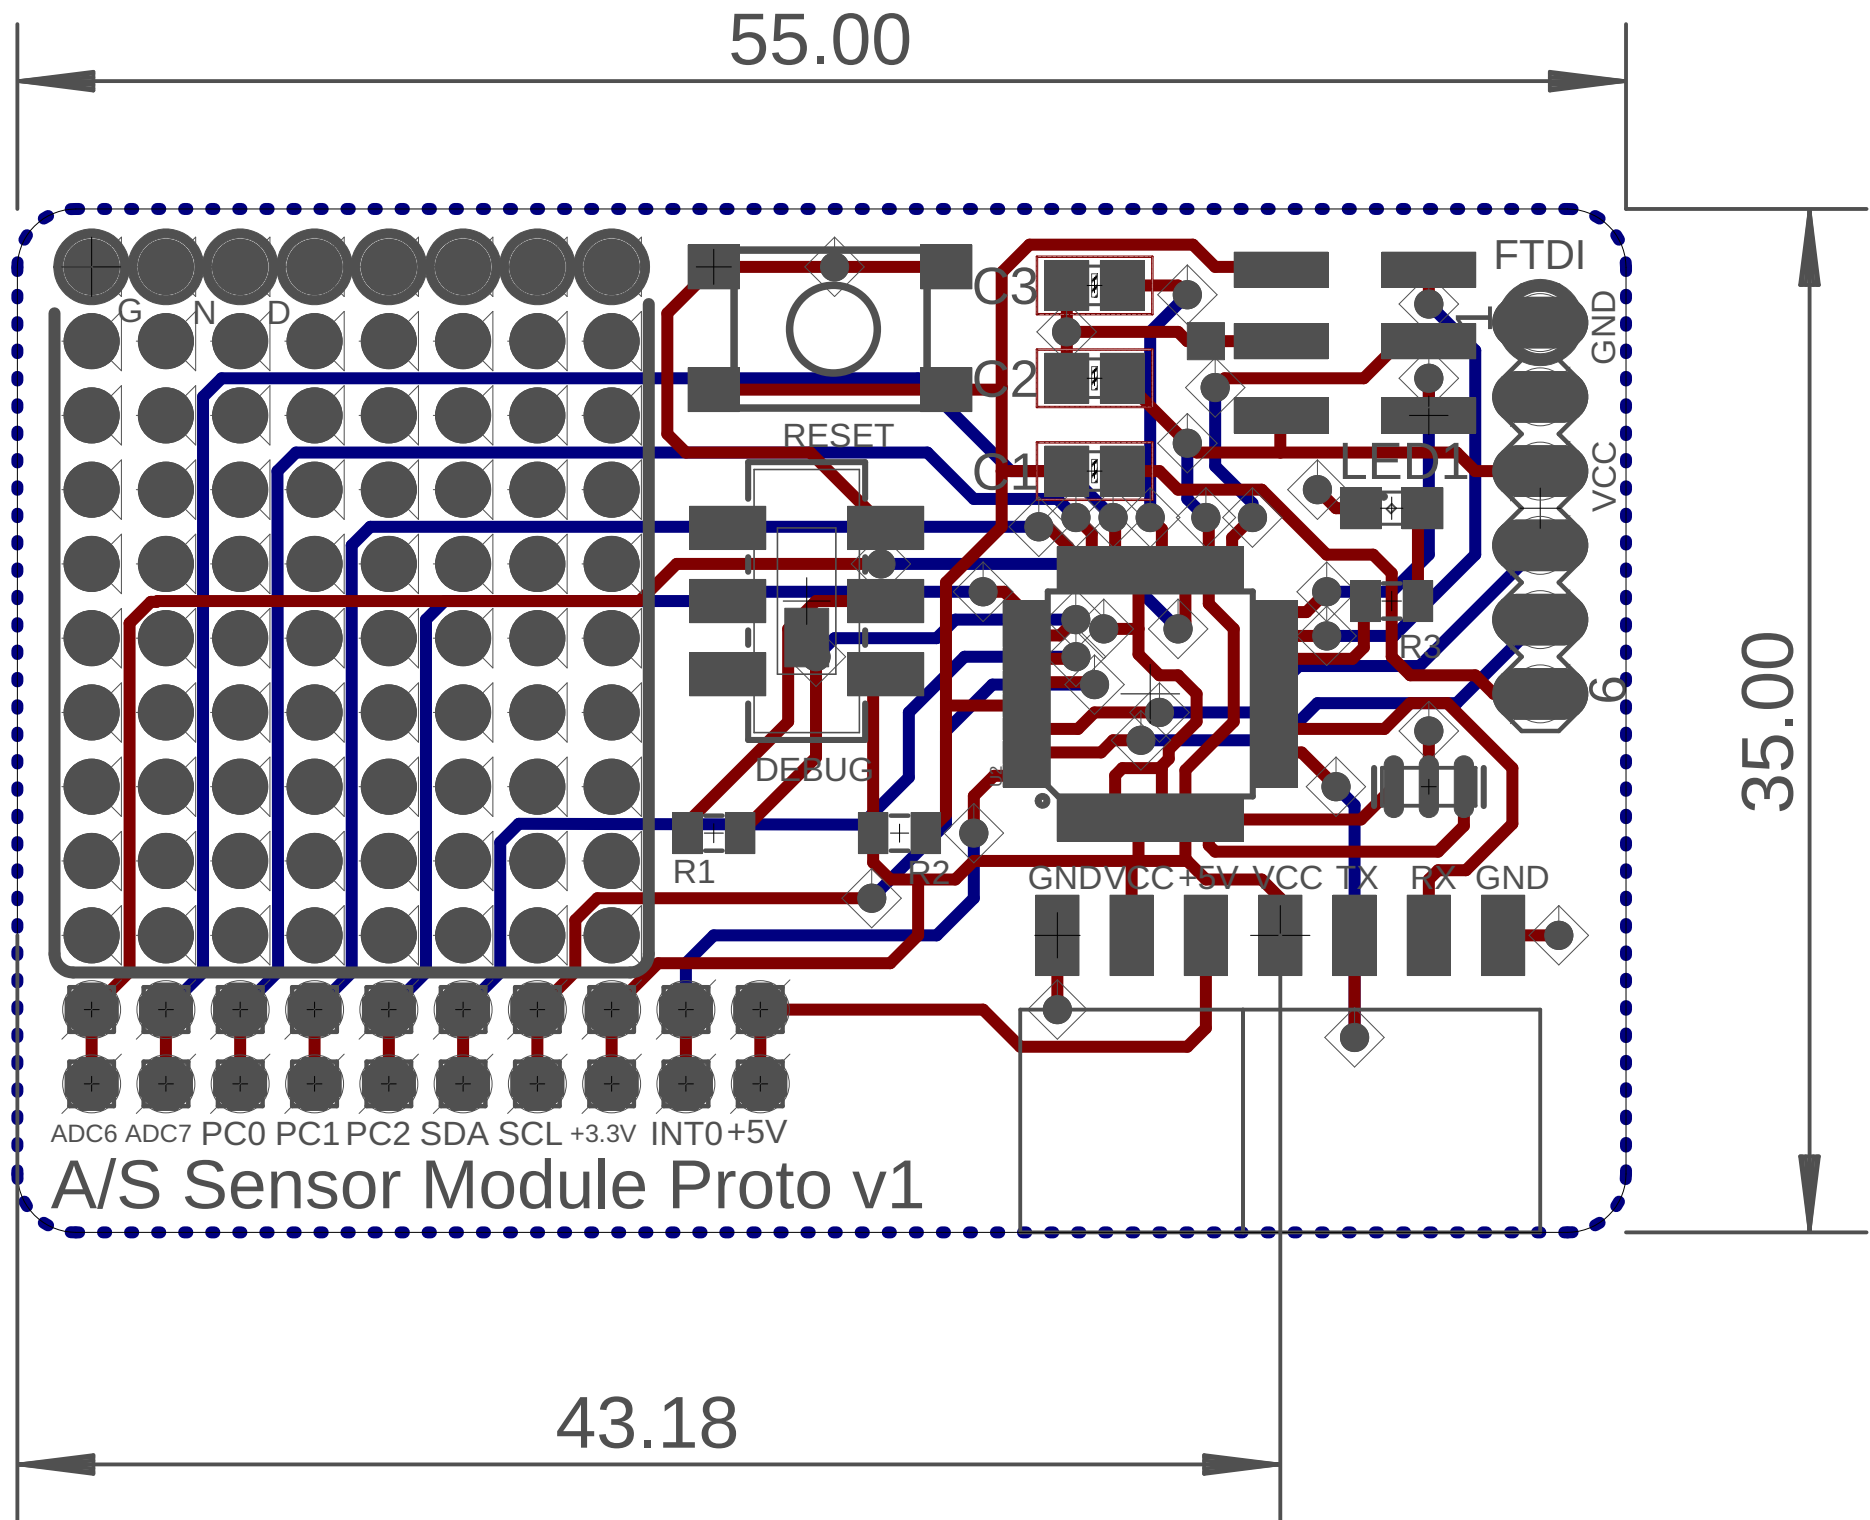 55.00
FTDI
G N D
C3
1
GND
C2
RESET
C1
LED1
VCC
R3
6
35.00
DEBUG
R1
R2
GND VCC +5V VCC TX RX GND
ADC6 ADC7 PC0 PC1 PC2 SDA SCL +3.3V INT0 +5V
A/S Sensor Module Proto v1
43.18